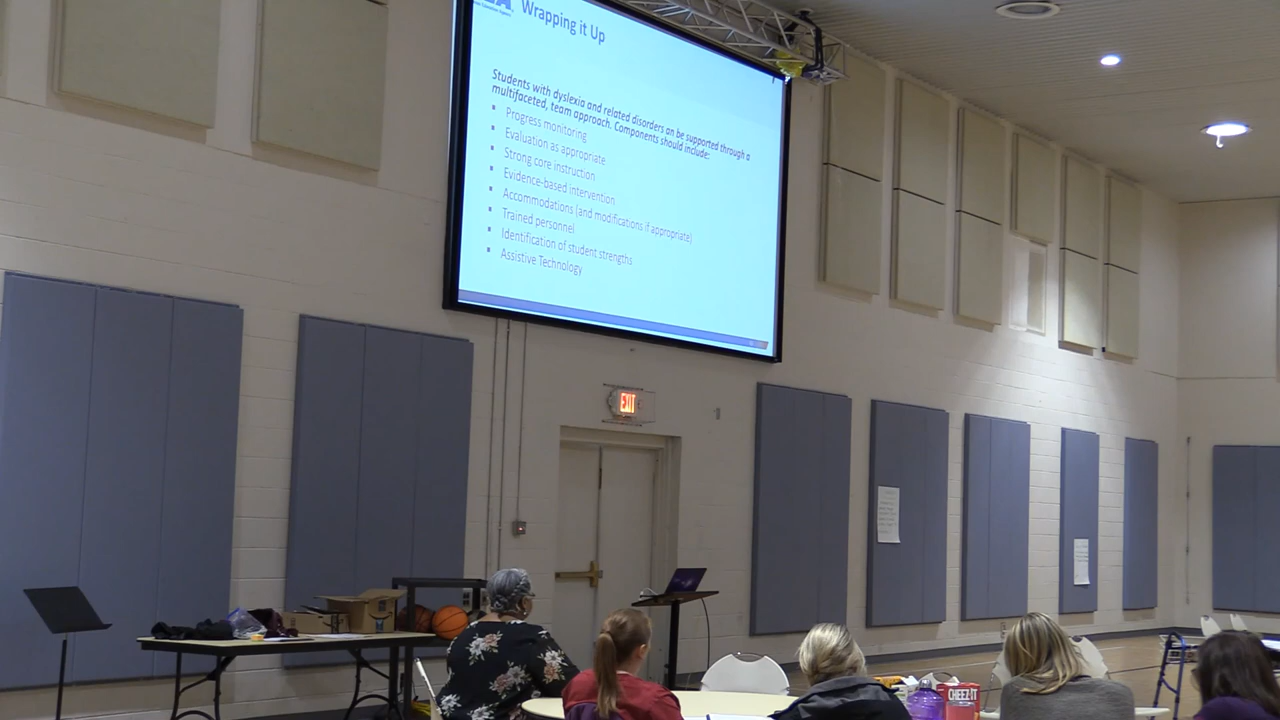 Wrapping it Up
Students with dyslexia and related disorders an be supported through a
multifaceted, team approach. Components should include:
Progress monitoring
Evaluation as appropriate
Strong core instruction
Evidence-based intervention
Accommodations (and modifications if appropriate)
Trained personnel
Identification of student strengths
Assistive Technology
EXIT
CHEEZ-IT